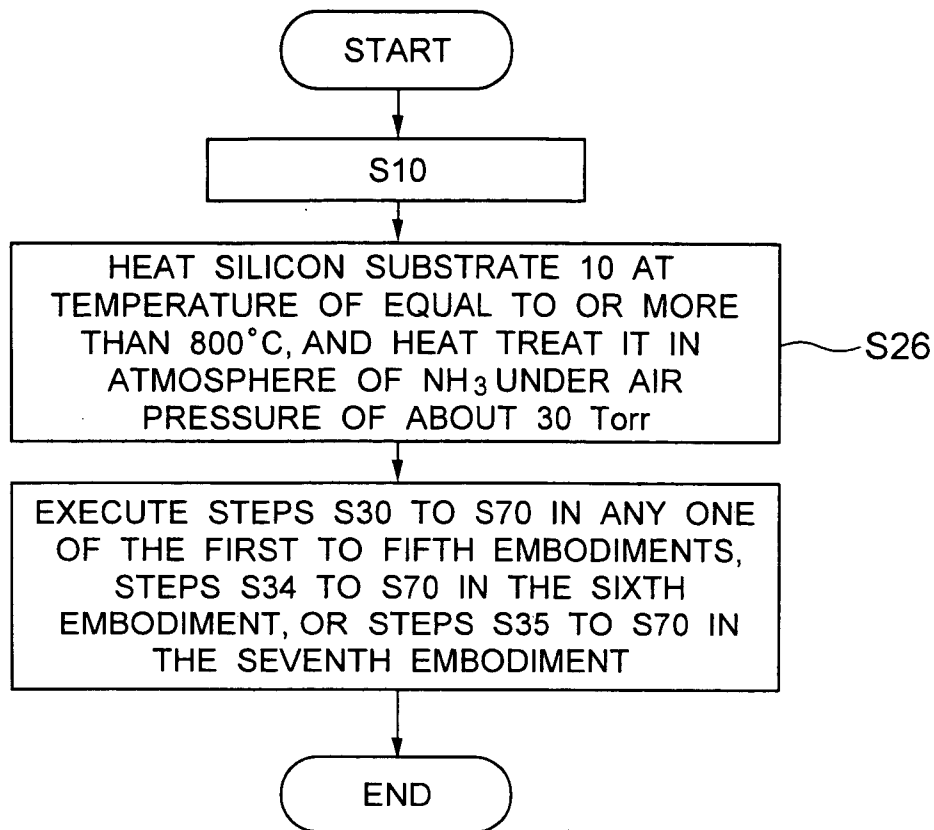 START
S10
HEAT SILICON SUBSTRATE 10 AT
TEMPERATURE OF EQUAL TO OR MORE
THAN 800°C, AND HEAT TREAT IT IN
ATMOSPHERE OF NH₃ UNDER AIR
PRESSURE OF ABOUT 30 Torr
S26
EXECUTE STEPS S30 TO S70 IN ANY ONE
OF THE FIRST TO FIFTH EMBODIMENTS,
STEPS S34 TO S70 IN THE SIXTH
EMBODIMENT, OR STEPS S35 TO S70 IN
THE SEVENTH EMBODIMENT
END